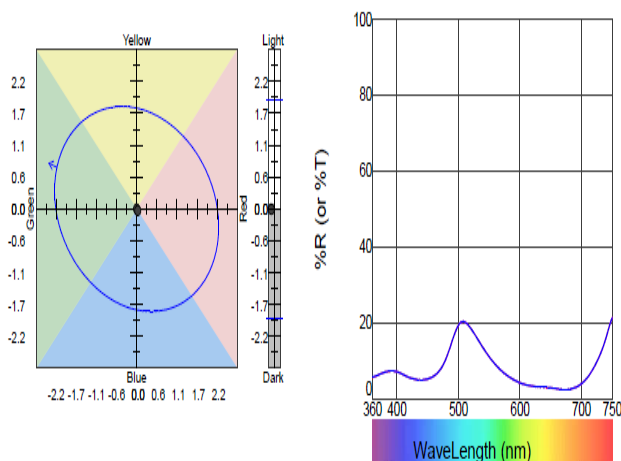 Yellow
Light
2.2
1.7
1.1
0.6
0.0
-0.6
-1.1
-1.7
-2.2
Green
Red
2.2
1.7
1.1
0.6
0.0
-0.6
-1.1
-1.7
-2.2
Blue
Dark
-2.2 -1.7 -1.1 -0.6 0.0 0.6 1.1 1.7 2.2
%R (or %T)
100
80
60
40
20
0
360 400 500 600 700 750
WaveLength (nm)